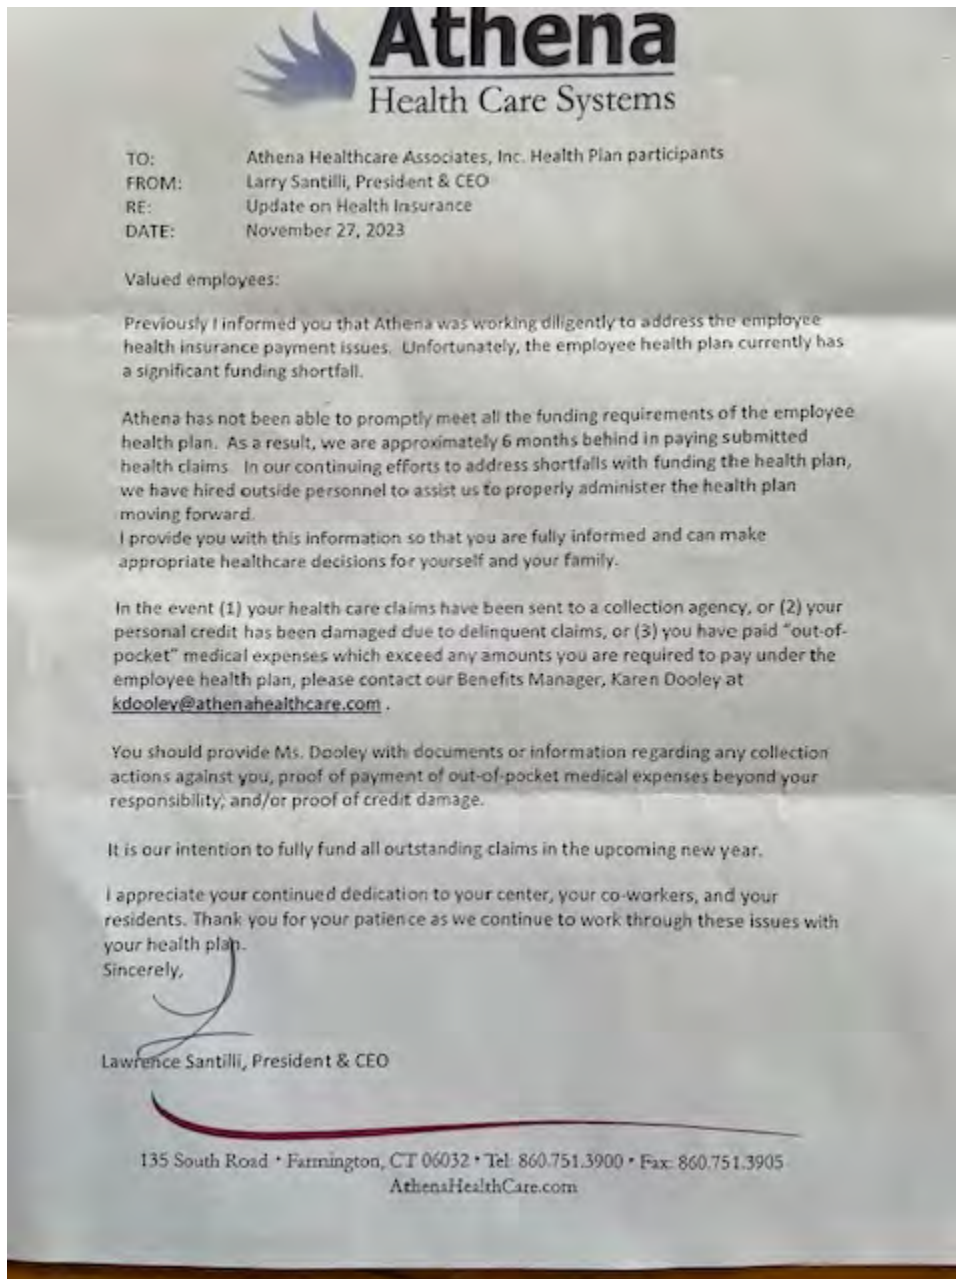 Athena
Health Care Systems
TO: Athena Healthcare Associates, Inc. Health Plan participants
FROM: Larry Santilli, President & CEO
RE: Update on Health Insurance
DATE: November 27, 2023
Valued employees:
Previously I informed you that Athena was working diligently to address the employee
health insurance payment issues. Unfortunately, the employee health plan currently has
a significant funding shortfall.
Athena has not been able to promptly meet all the funding requirements of the employee
health plan. As a result, we are approximately 6 months behind in paying submitted
health claims. In our continuing efforts to address shortfalls with funding the health plan,
we have hired outside personnel to assist us to properly administer the health plan
moving forward.
I provide you with this information so that you are fully informed and can make
appropriate healthcare decisions for yourself and your family.
In the event (1) your health care claims have been sent to a collection agency, or (2) your
personal credit has been damaged due to delinquent claims, or (3) you have paid "out-of-
pocket" medical expenses which exceed any amounts you are required to pay under the
employee health plan, please contact our Benefits Manager, Karen Dooley at
kdooley@athenahealthcare.com .
You should provide Ms. Dooley with documents or information regarding any collection
actions against you, proof of payment of out-of-pocket medical expenses beyond your
responsibility, and/or proof of credit damage.
It is our intention to fully fund all outstanding claims in the upcoming new year.
I appreciate your continued dedication to your center, your co-workers, and your
residents. Thank you for your patience as we continue to work through these issues with
your health plan.
Sincerely,
Lawrence Santilli, President & CEO
135 South Road • Farmington, CT 06032 • Tel: 860.751.3900 • Fax: 860.751.3905
AthenaHealthCare.com